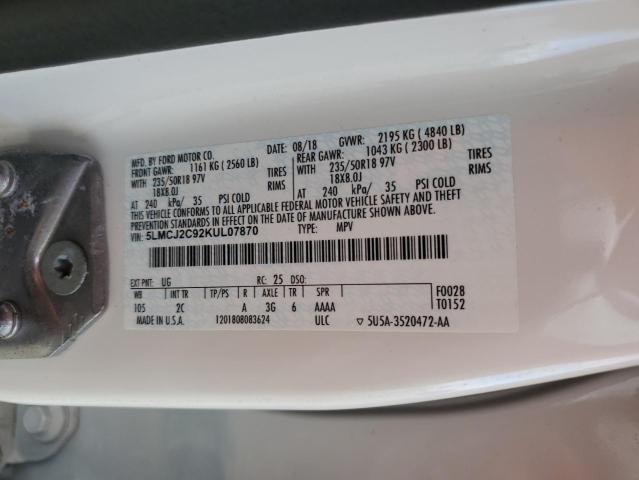 MFD. BY FORD MOTOR CO. DATE: 08/18 GVWR: 2195 KG ( 4840 LB)
FRONT GAWR: 1161 KG ( 2560 LB) REAR GAWR: 1043 KG ( 2300 LB)
WITH 235/50R18 97V TIRES WITH 235/50R18 97V TIRES
18X8.0J RIMS 18X8.0J RIMS
AT 240 kPa/ 35 PSI COLD AT 240 kPa/ 35 PSI COLD
THIS VEHICLE CONFORMS TO ALL APPLICABLE FEDERAL MOTOR VEHICLE SAFETY AND THEFT
PREVENTION STANDARDS IN EFFECT ON THE DATE OF MANUFACTURE SHOWN ABOVE.
VIN: 5LMCJ2C92KUL07870 TYPE: MPV
EXT PNT: UG RC: 25 DSO: F0028
WB INT TR TP/PS R AXLE TR SPR T0152
105 2C A 3G 6 AAAA
MADE IN U.S.A. 1201808083624 ULC ▽ 5U5A-3520472-AA